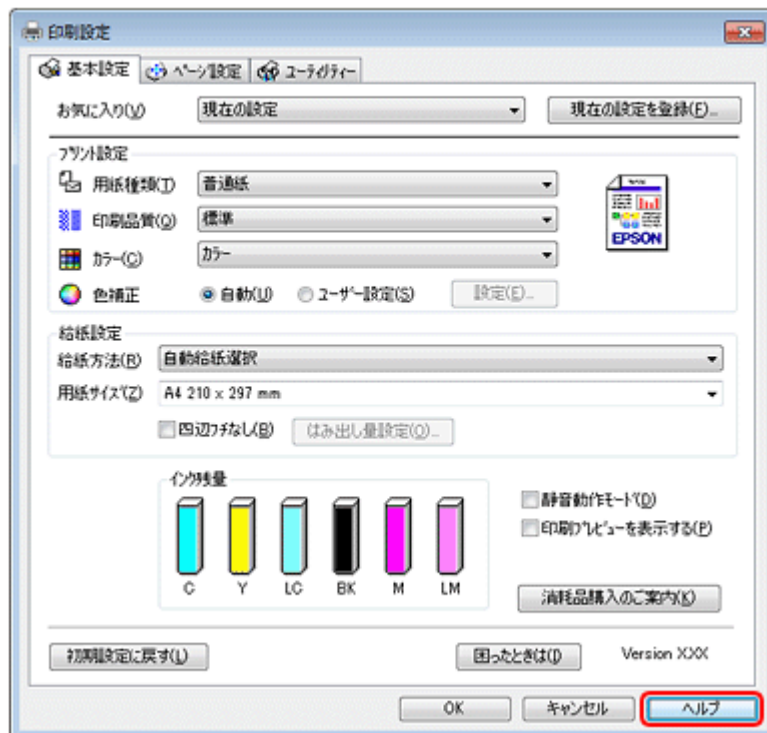 印刷設定
基本設定 ページ設定 ユーティリティー
お気に入り(V) 現在の設定 現在の設定を登録(F)...
プリント設定
用紙種類(T) 普通紙
印刷品質(Q) 標準
EPSON
カラー(C) カラー
色補正 自動(U) ユーザー設定(S) 設定(E)...
給紙設定
給紙方法(R) 自動給紙選択
用紙サイズ(Z) A4 210 x 297 mm
四辺フチなし(B) はみ出し量設定(O)...
インク残量
静音動作モード(D)
印刷プレビューを表示する(P)
C Y LC BK M LM
消耗品購入のご案内(K)
初期設定に戻す(L) 困ったときは(I) Version XXX
OK キャンセル ヘルプ